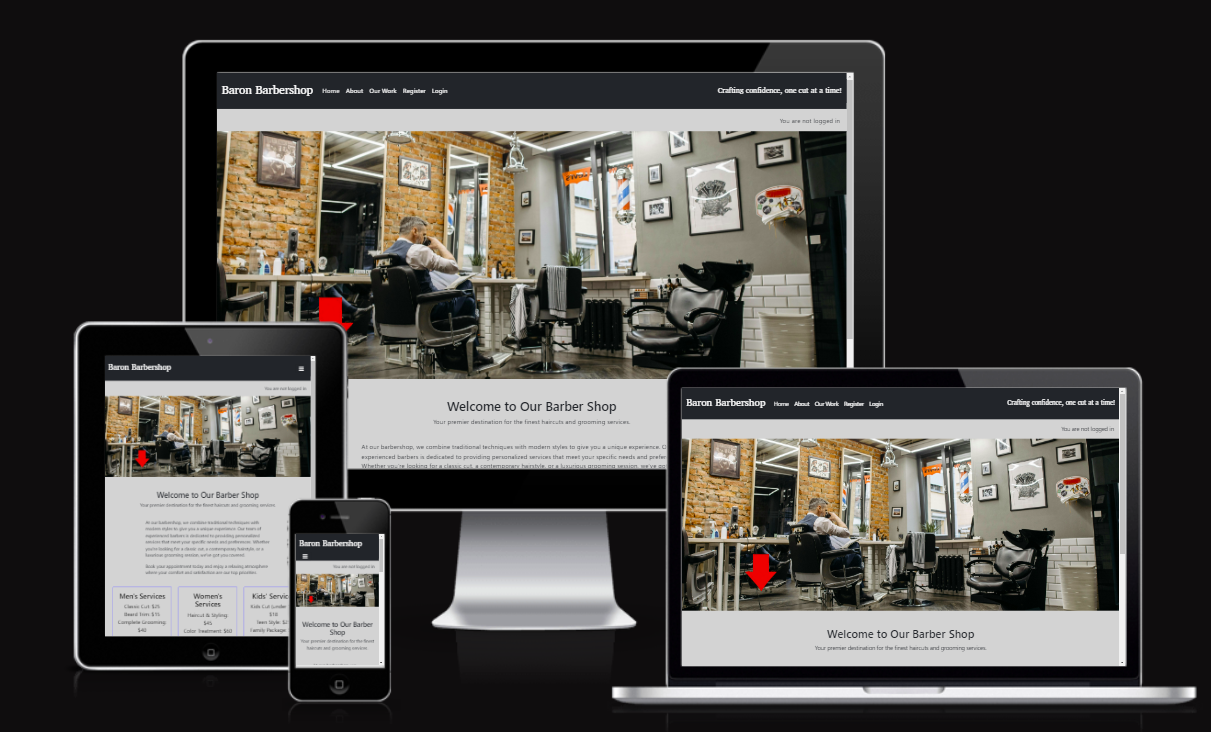 Baron Barbershop Home About Our Work Register Login Crafting confidence, one cut at a time!
You are not logged in
Welcome to Our Barber Shop
Your premier destination for the finest haircuts and grooming services.
At our barbershop, we combine traditional techniques with modern styles to give you a unique experience.
experienced barbers is dedicated to providing personalized services that meet your specific needs and
Whether you're looking for a classic cut, a contemporary hairstyle, or a luxurious grooming session, we've
Baron Barbershop
You are not logged in
Welcome to Our Barber Shop
Your premier destination for the finest haircuts and grooming services.
At our barbershop, we combine traditional techniques with
modern styles to give you a unique experience. Our team of
experienced barbers is dedicated to providing personalized
services that meet your specific needs and preferences. Whether
you're looking for a classic cut, a contemporary hairstyle, or a
luxurious grooming session, we've got you covered.
Book your appointment today and enjoy a relaxing atmosphere
where your comfort and satisfaction are our top priorities.
Men's Services
Classic Cut: $25
Beard Trim: $15
Complete Grooming:
$40
Women's
Services
Haircut & Styling:
$45
Color Treatment: $60
Kids' Servic
Kids Cut (under
$18
Teen Style: $2
Family Package:
Baron Barbershop
You are not logged in
Welcome to Our Barber
Shop
Your premier destination for the finest
haircuts and grooming services.
Baron Barbershop Home About Our Work Register Login Crafting confidence, one cut at a time!
You are not logged in
Welcome to Our Barber Shop
Your premier destination for the finest haircuts and grooming services.